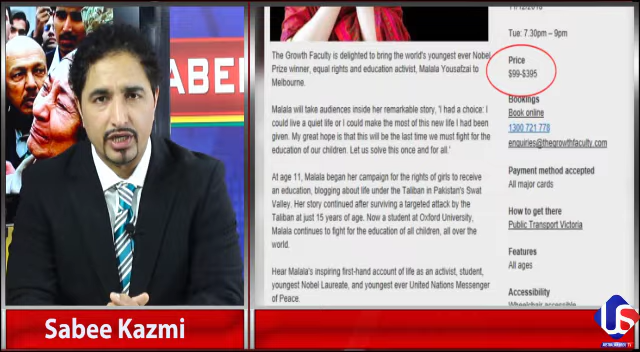 ABEE
Sabee Kazmi
11/12/2018
Tue: 7.30pm – 9pm
The Growth Faculty is delighted to bring the world's youngest ever Nobel
Prize winner, equal rights and education activist, Malala Yousafzai to
Melbourne.
Malala will take audiences inside her remarkable story, 'I had a choice: I
could live a quiet life or I could make the most of this new life I had been
given. My great hope is that this will be the last time we must fight for the
education of our children. Let us solve this once and for all.'
At age 11, Malala began her campaign for the rights of girls to receive
an education, blogging about life under the Taliban in Pakistan's Swat
Valley. Her story continued after surviving a targeted attack by the
Taliban at just 15 years of age. Now a student at Oxford University,
Malala continues to fight for the education of all children, all over the
world.
Hear Malala's inspiring first-hand account of life as an activist, student,
youngest Nobel Laureate, and youngest ever United Nations Messenger
of Peace.
Price
$99-$395
Bookings
Book online
1300 721 778
enquiries@thegrowthfaculty.com
Payment method accepted
All major cards
How to get there
Public Transport Victoria
Features
All ages
Accessibility
Wheelchair accessible
US